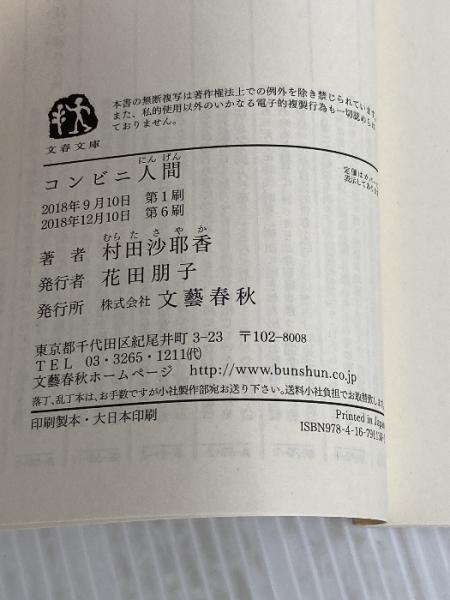 本書の無断複写は著作権法上での例外を除き禁じられています。
また、私的使用以外のいかなる電子的複製行為も一切認められ
ておりません。
文春文庫
コンビニ人間
にんげん
定価はカバーに
表示してあります
2018年9月10日 第1刷
2018年12月10日 第6刷
著者 村田沙耶香
むらたさやか
発行者 花田朋子
発行所 株式会社 文藝春秋
東京都千代田区紀尾井町3-23 〒102-8008
TEL 03・3265・1211㈹
文藝春秋ホームページ http://www.bunshun.co.jp
落丁、乱丁本は、お手数ですが小社製作部宛お送り下さい。送料小社負担でお取替致します。
印刷製本・大日本印刷
Printed in Japan
ISBN978-4-16-791